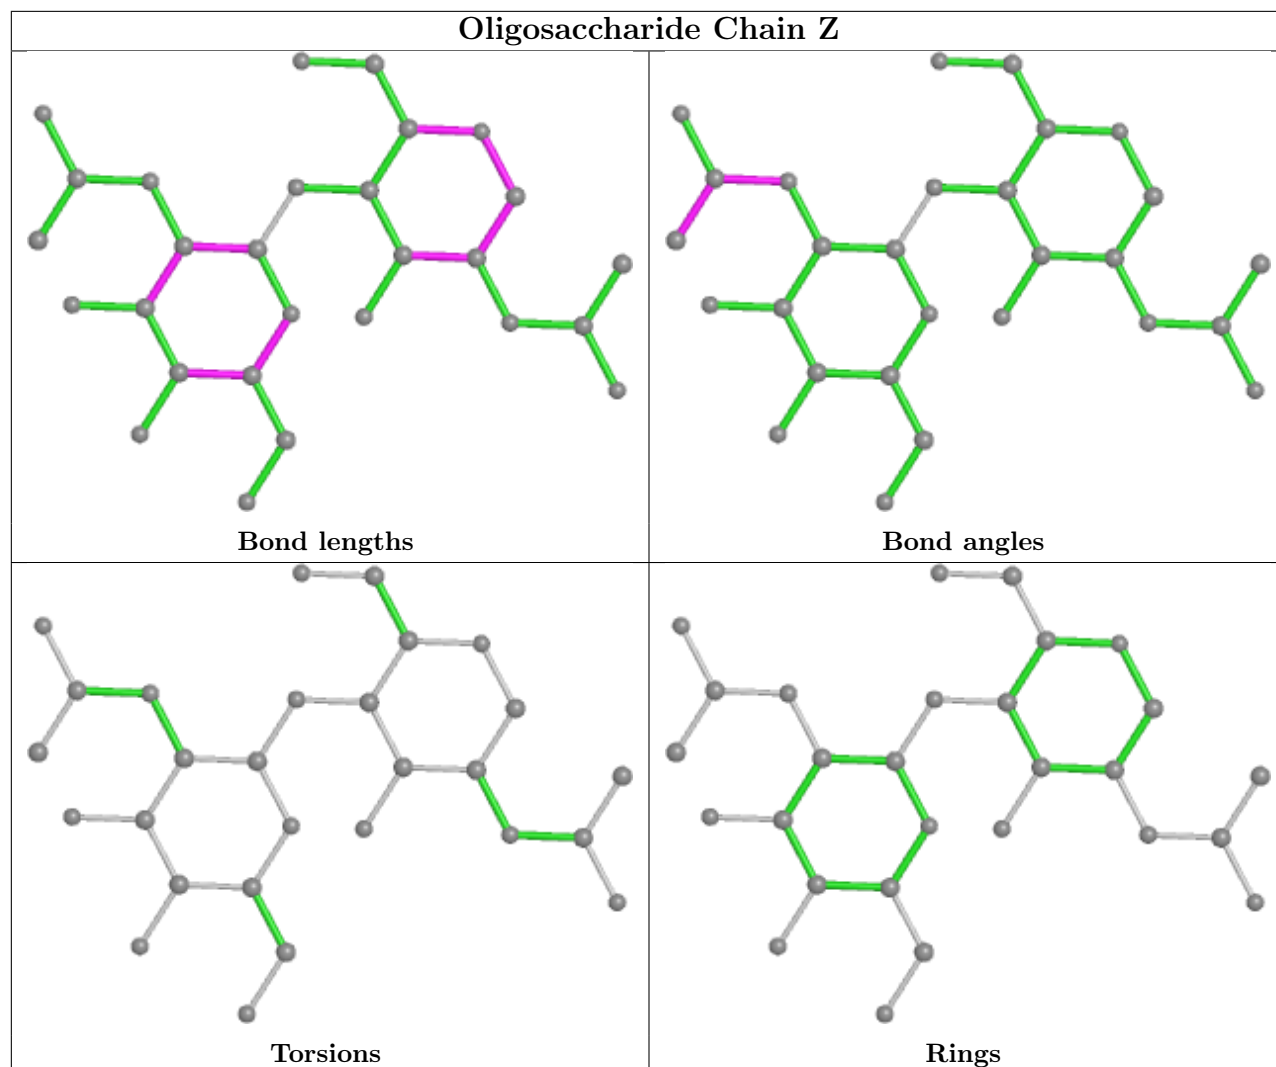 Oligosaccharide Chain Z
Bond lengths
Bond angles
Torsions
Rings